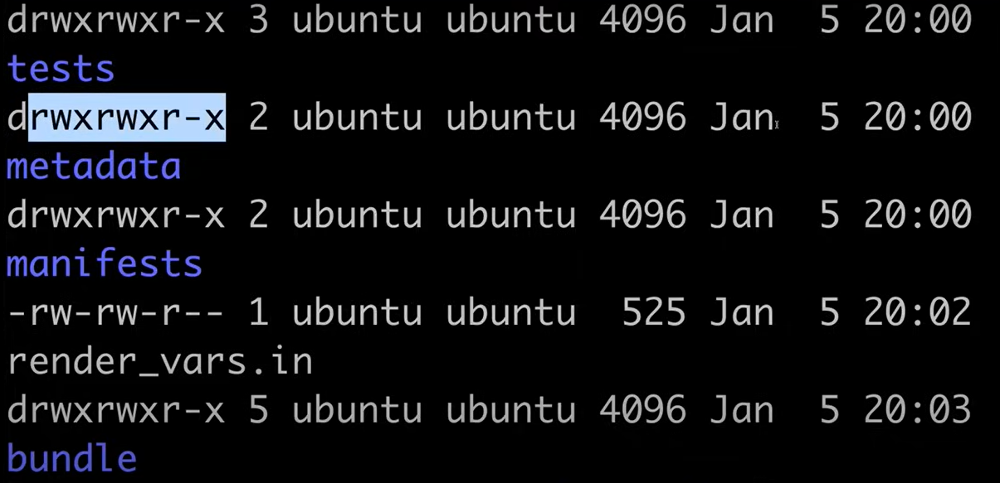 drwxrwxr-x 3 ubuntu ubuntu 4096 Jan  5 20:00
tests
drwxrwxr-x 2 ubuntu ubuntu 4096 Jan  5 20:00
metadata
drwxrwxr-x 2 ubuntu ubuntu 4096 Jan  5 20:00
manifests
-rw-rw-r-- 1 ubuntu ubuntu  525 Jan  5 20:02
render_vars.in
drwxrwxr-x 5 ubuntu ubuntu 4096 Jan  5 20:03
bundle